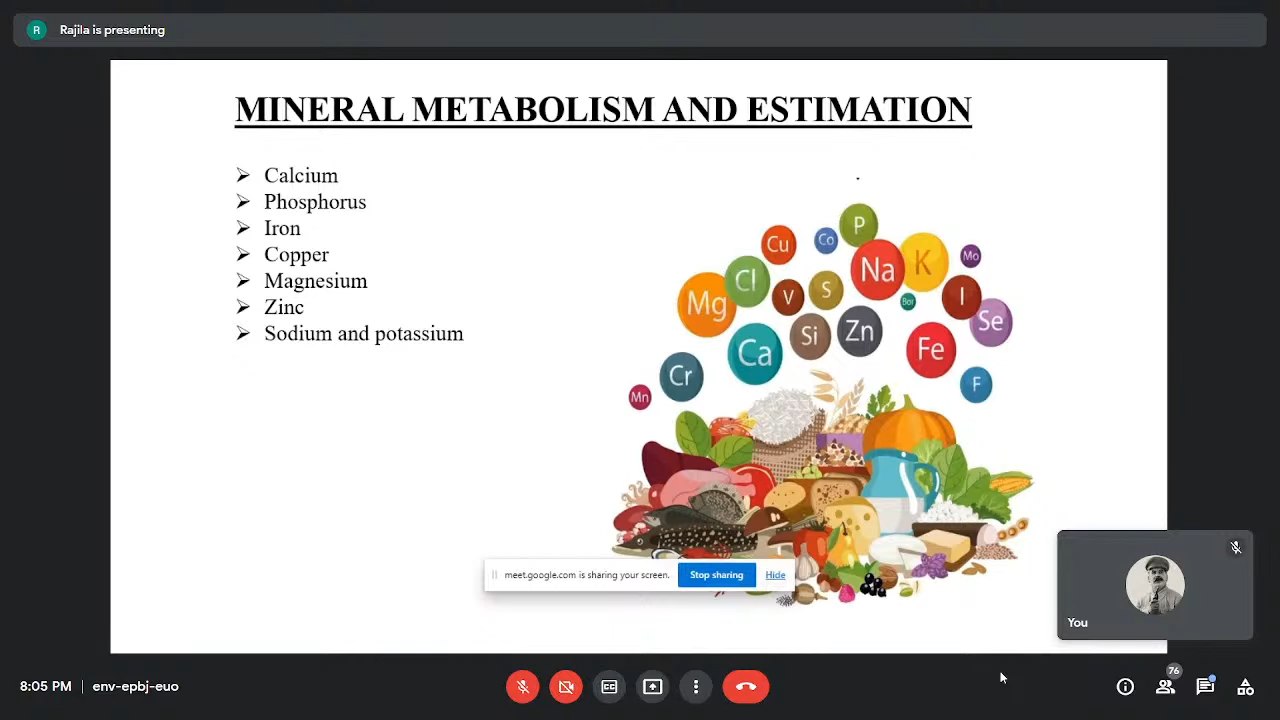 R
Rajila is presenting
MINERAL METABOLISM AND ESTIMATION
Calcium
Phosphorus
Iron
Copper
Magnesium
Zinc
Sodium and potassium
P
Cu
Co
Na
K
Mo
Cl
Mg
V
S
Bor
I
Se
Si
Zn
Ca
Fe
Cr
F
Mn
meet.google.com is sharing your screen.
Stop sharing
Hide
You
8:05 PM
env-epbj-euo
CC
76